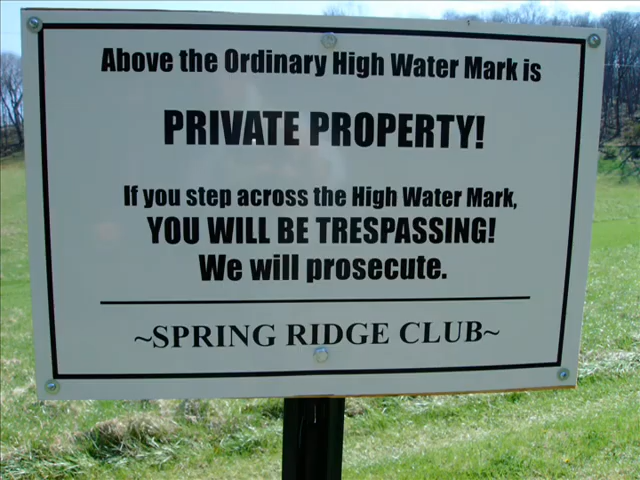 Above the Ordinary High Water Mark is
PRIVATE PROPERTY!
If you step across the High Water Mark,
YOU WILL BE TRESPASSING!
We will prosecute.
~SPRING RIDGE CLUB~